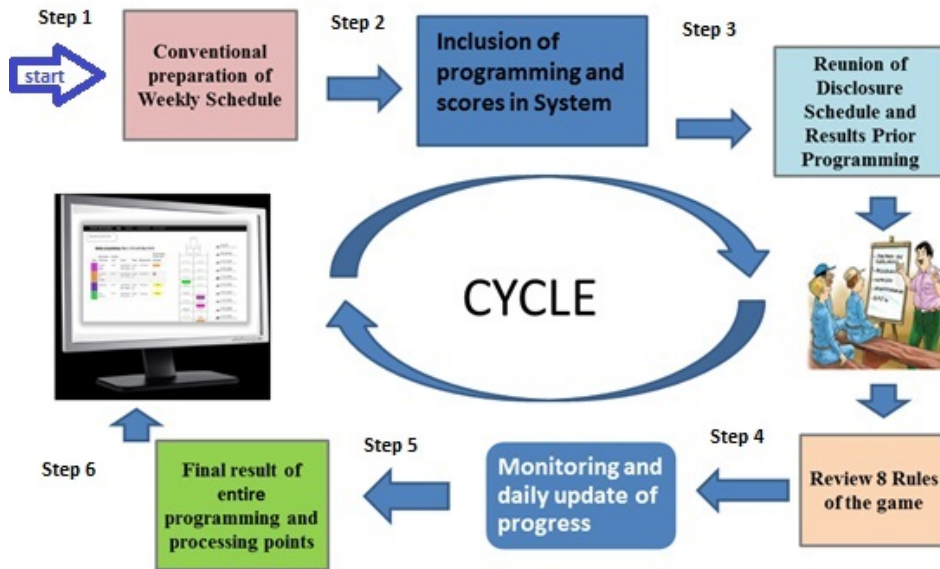 Step 1
start
Conventional
preparation of
Weekly Schedule
Step 2
Inclusion of
programming and
scores in System
Step 3
Reunion of
Disclosure
Schedule and
Results Prior
Programming
CYCLE
Review 8 Rules
of the game
Step 4
Monitoring and
daily update of
progress
Step 5
Final result of
entire
programming and
processing points
Step 6